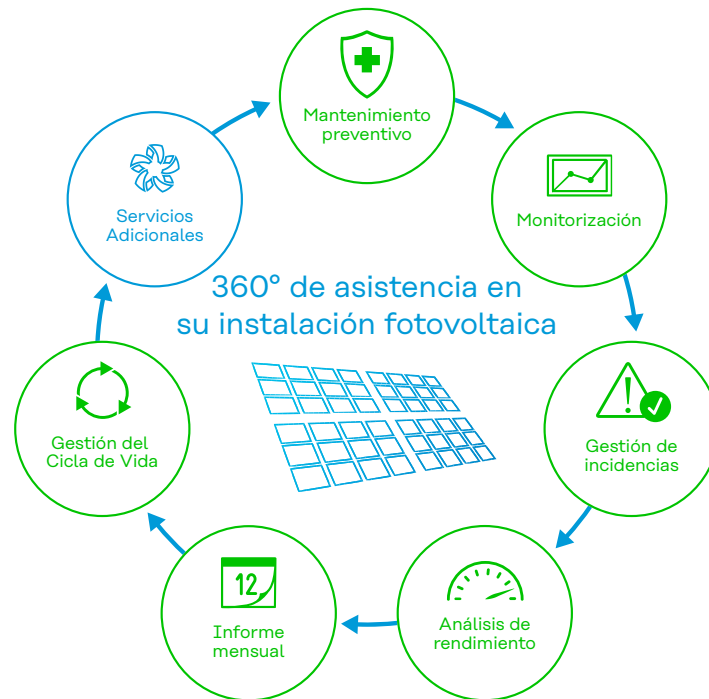 Mantenimiento
preventivo
Monitorización
Gestión de
incidencias
Análisis de
rendimiento
12
Informe
mensual
Gestión del
Cicla de Vida
Servicios
Adicionales
360° de asistencia en
su instalación fotovoltaica